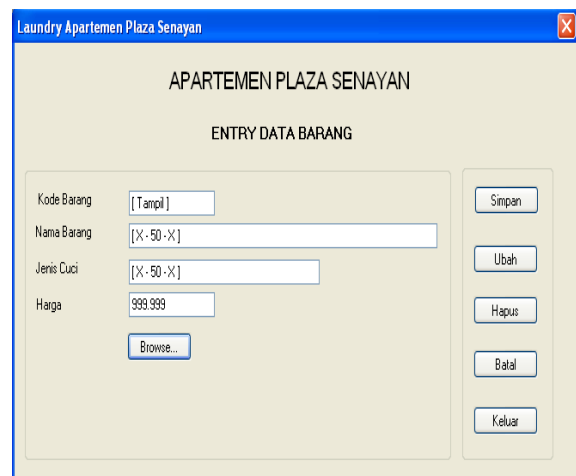 Laundry Apartemen Plaza Senayan
APARTEMEN PLAZA SENAYAN
ENTRY DATA BARANG
Kode Barang [ Tampil ]
Nama Barang [ X - 50 - X ]
Jenis Cuci [ X - 50 - X ]
Harga 999.999
Browse...
Simpan
Ubah
Hapus
Batal
Keluar